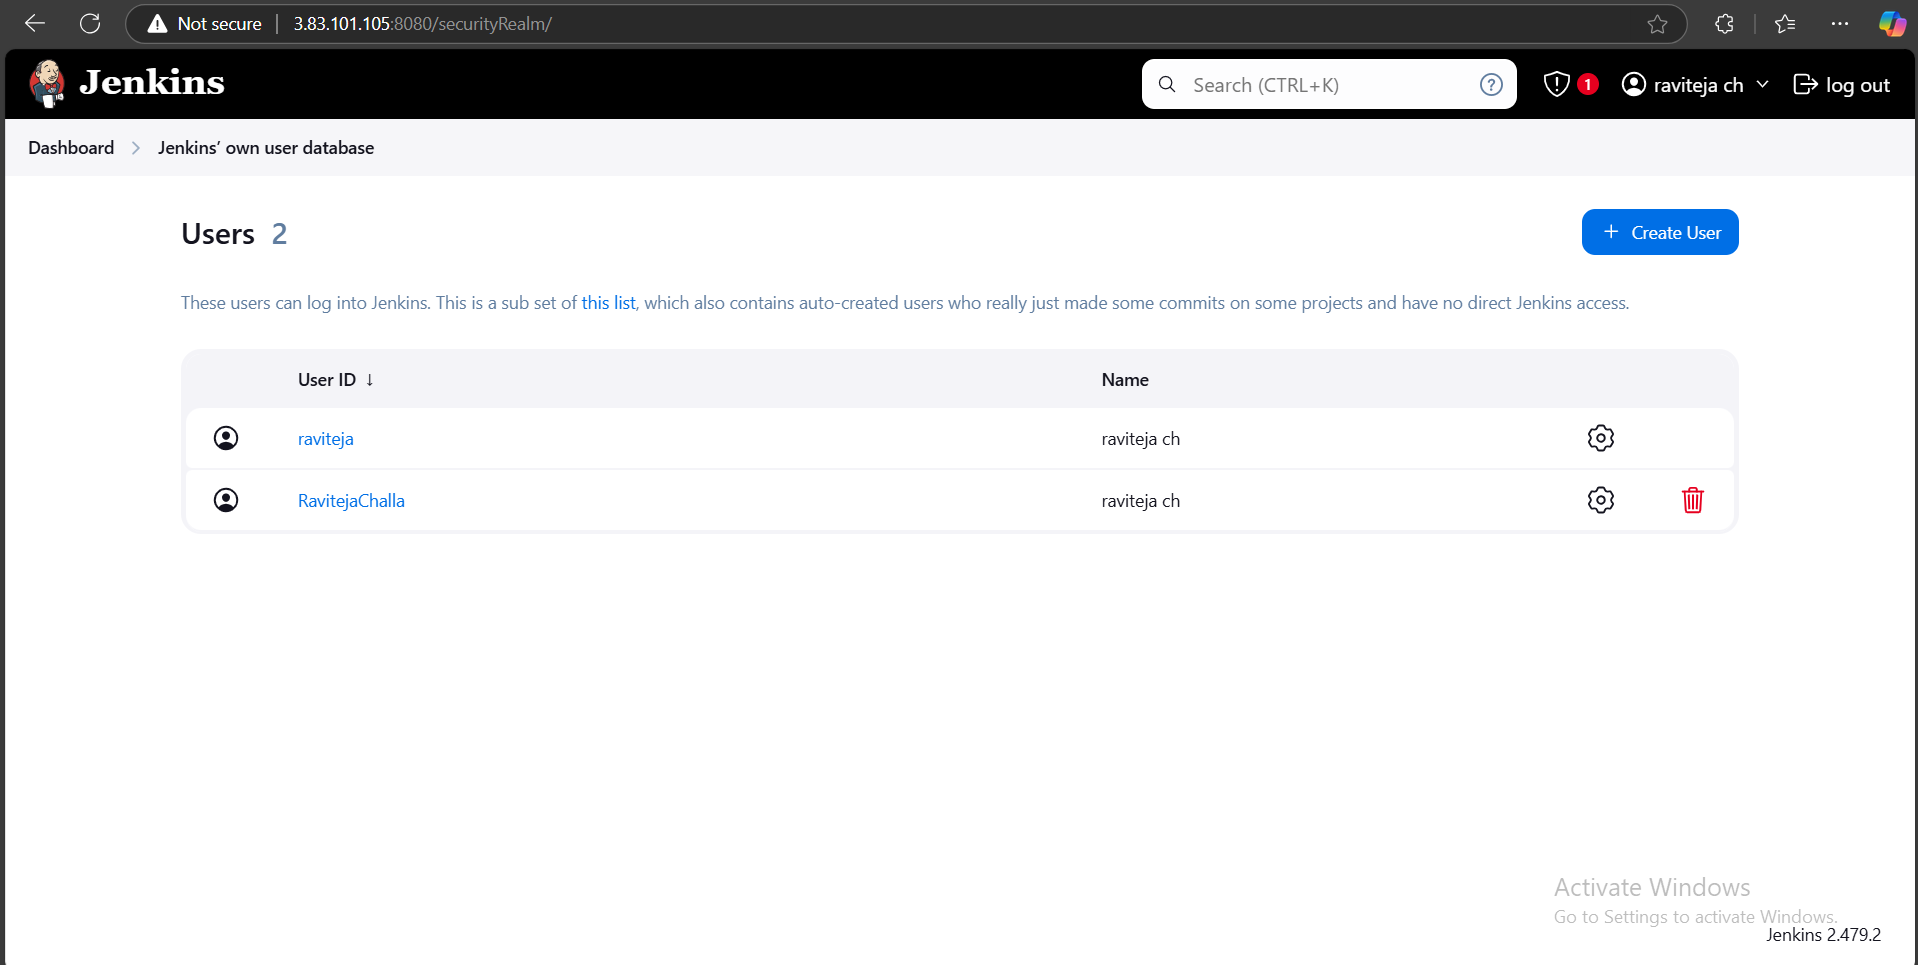 Not secure 3.83.101.105:8080/securityRealm/
Jenkins Search (CTRL+K) ? 1 raviteja ch log out
Dashboard Jenkins’ own user database
Users 2 + Create User
These users can log into Jenkins. This is a sub set of this list, which also contains auto-created users who really just made some commits on some projects and have no direct Jenkins access.
User ID ↓ Name
raviteja raviteja ch
RavitejaChalla raviteja ch
Activate Windows
Go to Settings to activate Windows.
Jenkins 2.479.2